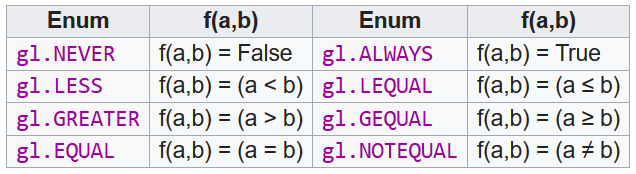 Enum f(a,b) Enum f(a,b)
gl.NEVER f(a,b) = False gl.ALWAYS f(a,b) = True
gl.LESS f(a,b) = (a < b) gl.LEQUAL f(a,b) = (a ≤ b)
gl.GREATER f(a,b) = (a > b) gl.GEQUAL f(a,b) = (a ≥ b)
gl.EQUAL f(a,b) = (a = b) gl.NOTEQUAL f(a,b) = (a ≠ b)